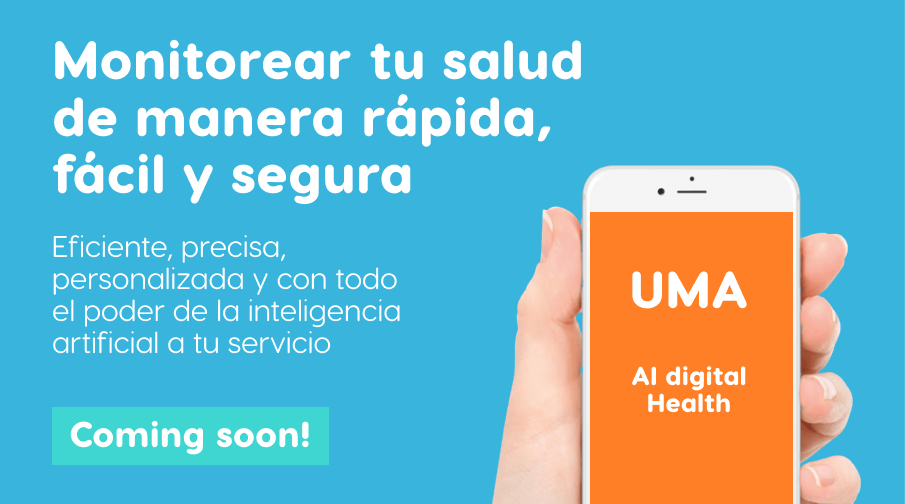 Monitorear tu salud
de manera rápida,
fácil y segura
Eficiente, precisa,
personalizada y con todo
el poder de la inteligencia
artificial a tu servicio
Coming soon!
UMA
AI digital
Health